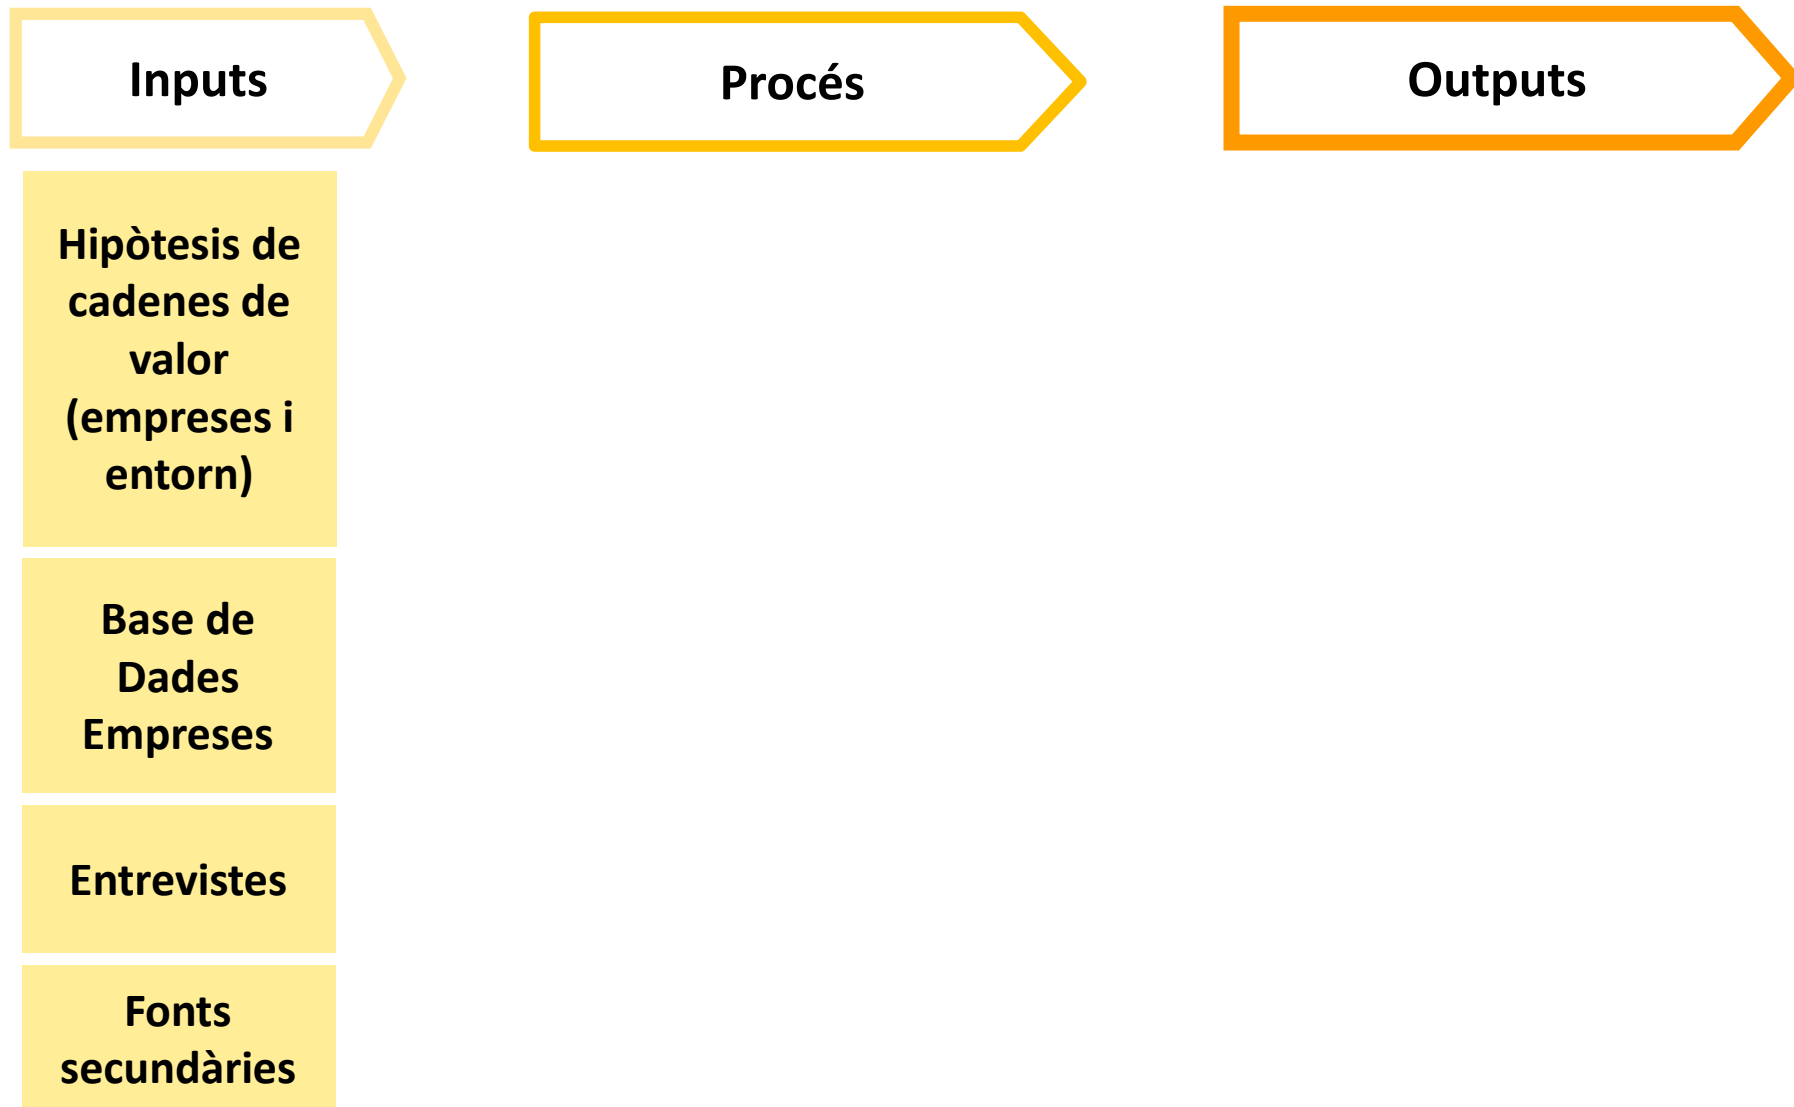 Inputs
Procés
Outputs
Hipòtesis de
cadenes de
valor
(empreses i
entorn)
Base de
Dades
Empreses
Entrevistes
Fonts
secundàries